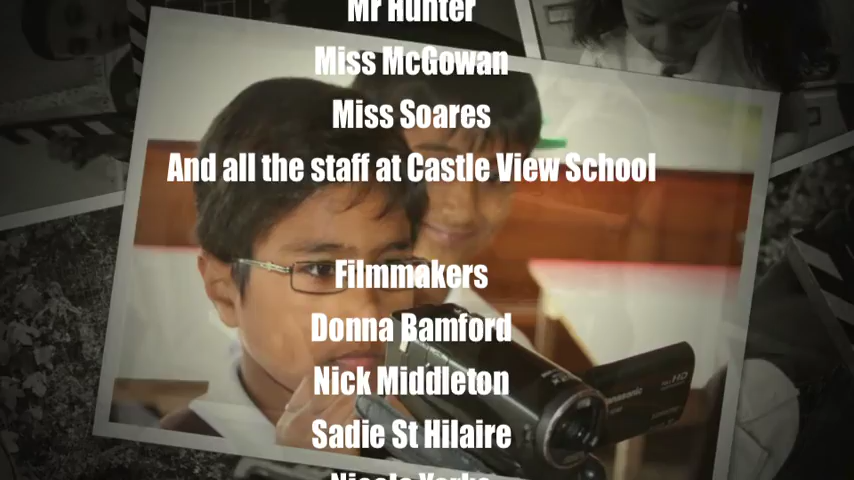 Mr Hunter
Miss McGowan
Miss Soares
And all the staff at Castle View School
Filmmakers
Donna Bamford
Nick Middleton
Sadie St Hilaire
Panasonic